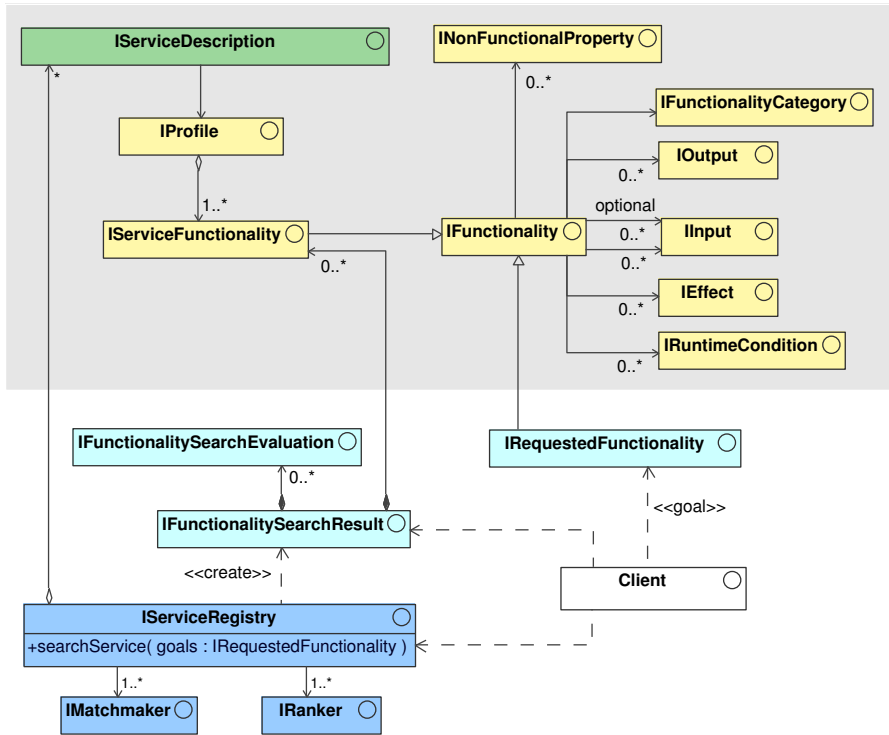 IServiceDescription
INonFunctionalProperty
*
0..*
IFunctionalityCategory
IProfile
IOutput
0..*
1..*
optional
IServiceFunctionality
IFunctionality
IInput
0..*
0..*
0..*
IEffect
0..*
IRuntimeCondition
0..*
IFunctionalitySearchEvaluation
IRequestedFunctionality
0..*
<<goal>>
IFunctionalitySearchResult
<<create>>
Client
IServiceRegistry
+searchService( goals : IRequestedFunctionality )
1..*
1..*
IMatchmaker
IRanker